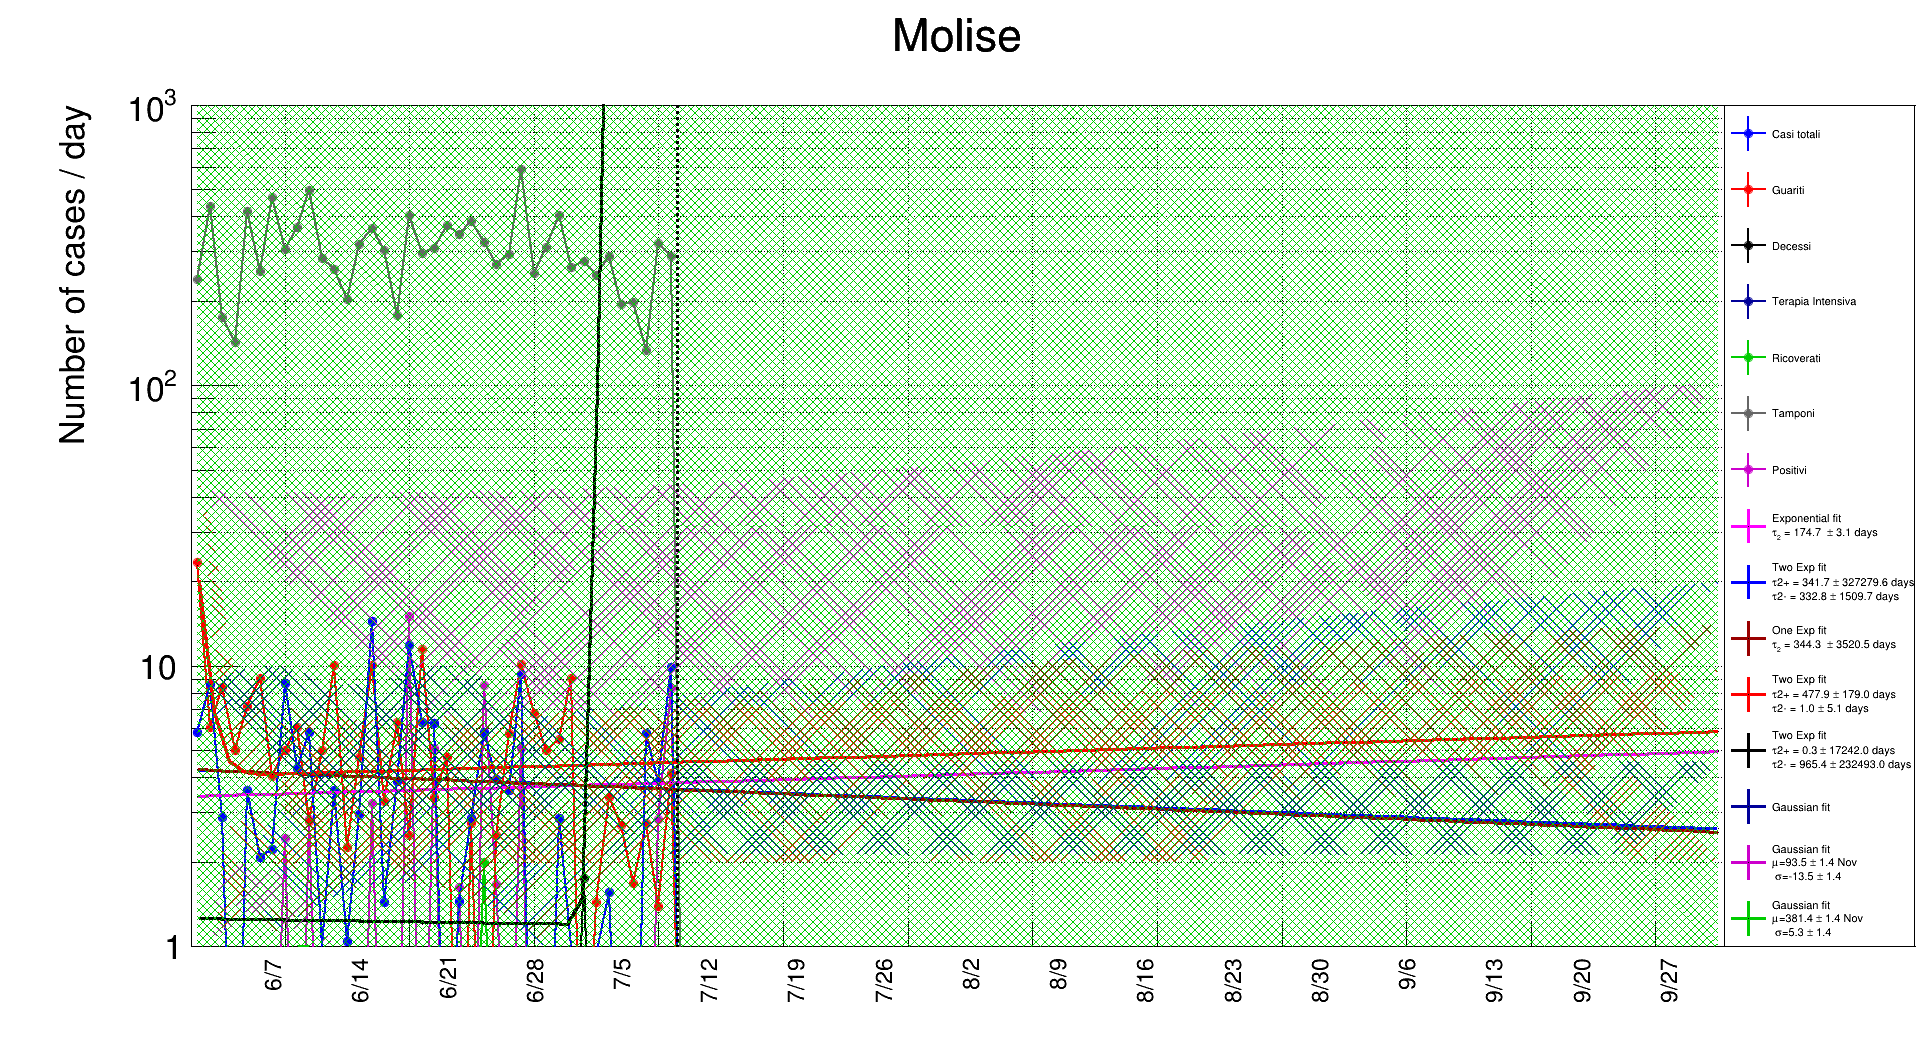 Molise
Number of cases / day
10³
10²
10
1
6/7
6/14
6/21
6/28
7/5
7/12
7/19
7/26
8/2
8/9
8/16
8/23
8/30
9/6
9/13
9/20
9/27
Casi totali
Guariti
Decessi
Terapia Intensiva
Ricoverati
Tamponi
Positivi
Exponential fit
τ₂ = 174.7 ± 3.1 days
Two Exp fit
τ2+ = 341.7 ± 327279.6 days
τ2- = 332.8 ± 1509.7 days
One Exp fit
τ₂ = 344.3 ± 3520.5 days
Two Exp fit
τ2+ = 477.9 ± 179.0 days
τ2- = 1.0 ± 5.1 days
Two Exp fit
τ2+ = 0.3 ± 17242.0 days
τ2- = 965.4 ± 232493.0 days
Gaussian fit
Gaussian fit
μ=93.5 ± 1.4 Nov
σ=-13.5 ± 1.4
Gaussian fit
μ=381.4 ± 1.4 Nov
σ=5.3 ± 1.4